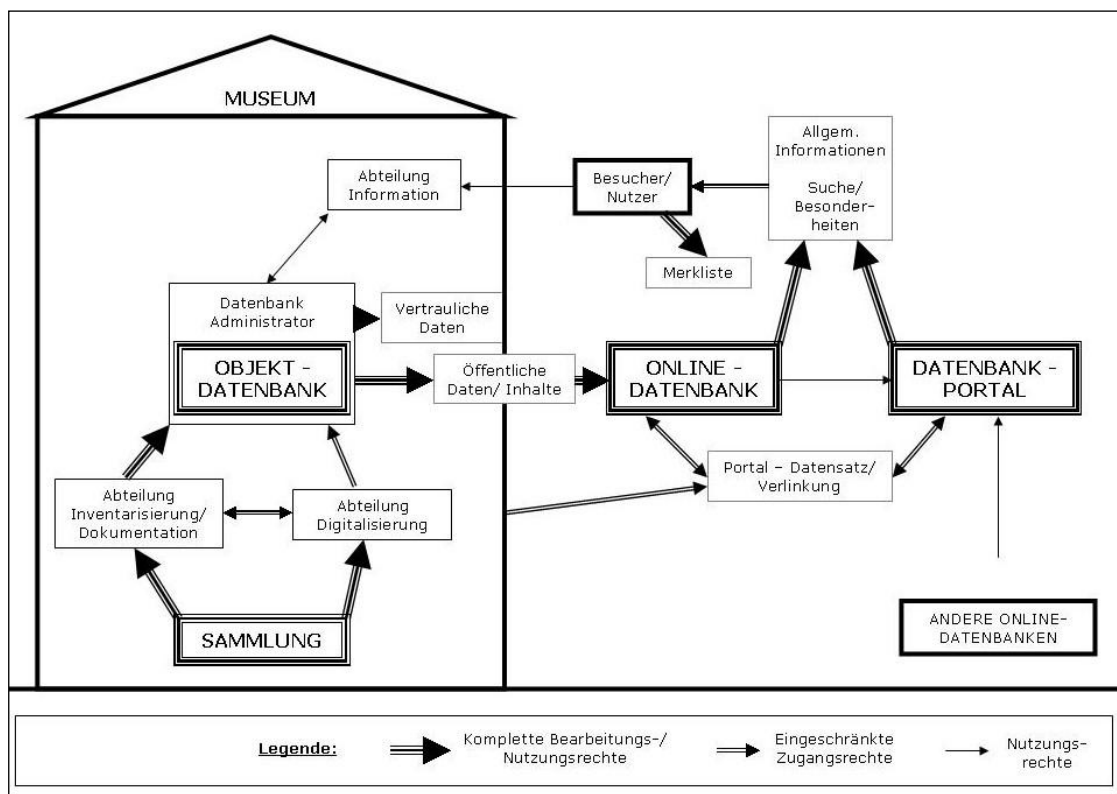 MUSEUM
Abteilung
Information
Besucher/
Nutzer
Allgem.
Informationen
Suche/
Besonder-
heiten
Merkliste
Datenbank
Administrator
Vertrauliche
Daten
OBJEKT -
DATENBANK
Öffentliche
Daten/ Inhalte
ONLINE -
DATENBANK
DATENBANK -
PORTAL
Portal – Datensatz/
Verlinkung
Abteilung
Inventarisierung/
Dokumentation
Abteilung
Digitalisierung
SAMMLUNG
ANDERE ONLINE-
DATENBANKEN
Legende:
Komplette Bearbeitungs-/
Nutzungsrechte
Eingeschränkte
Zugangsrechte
Nutzungs-
rechte